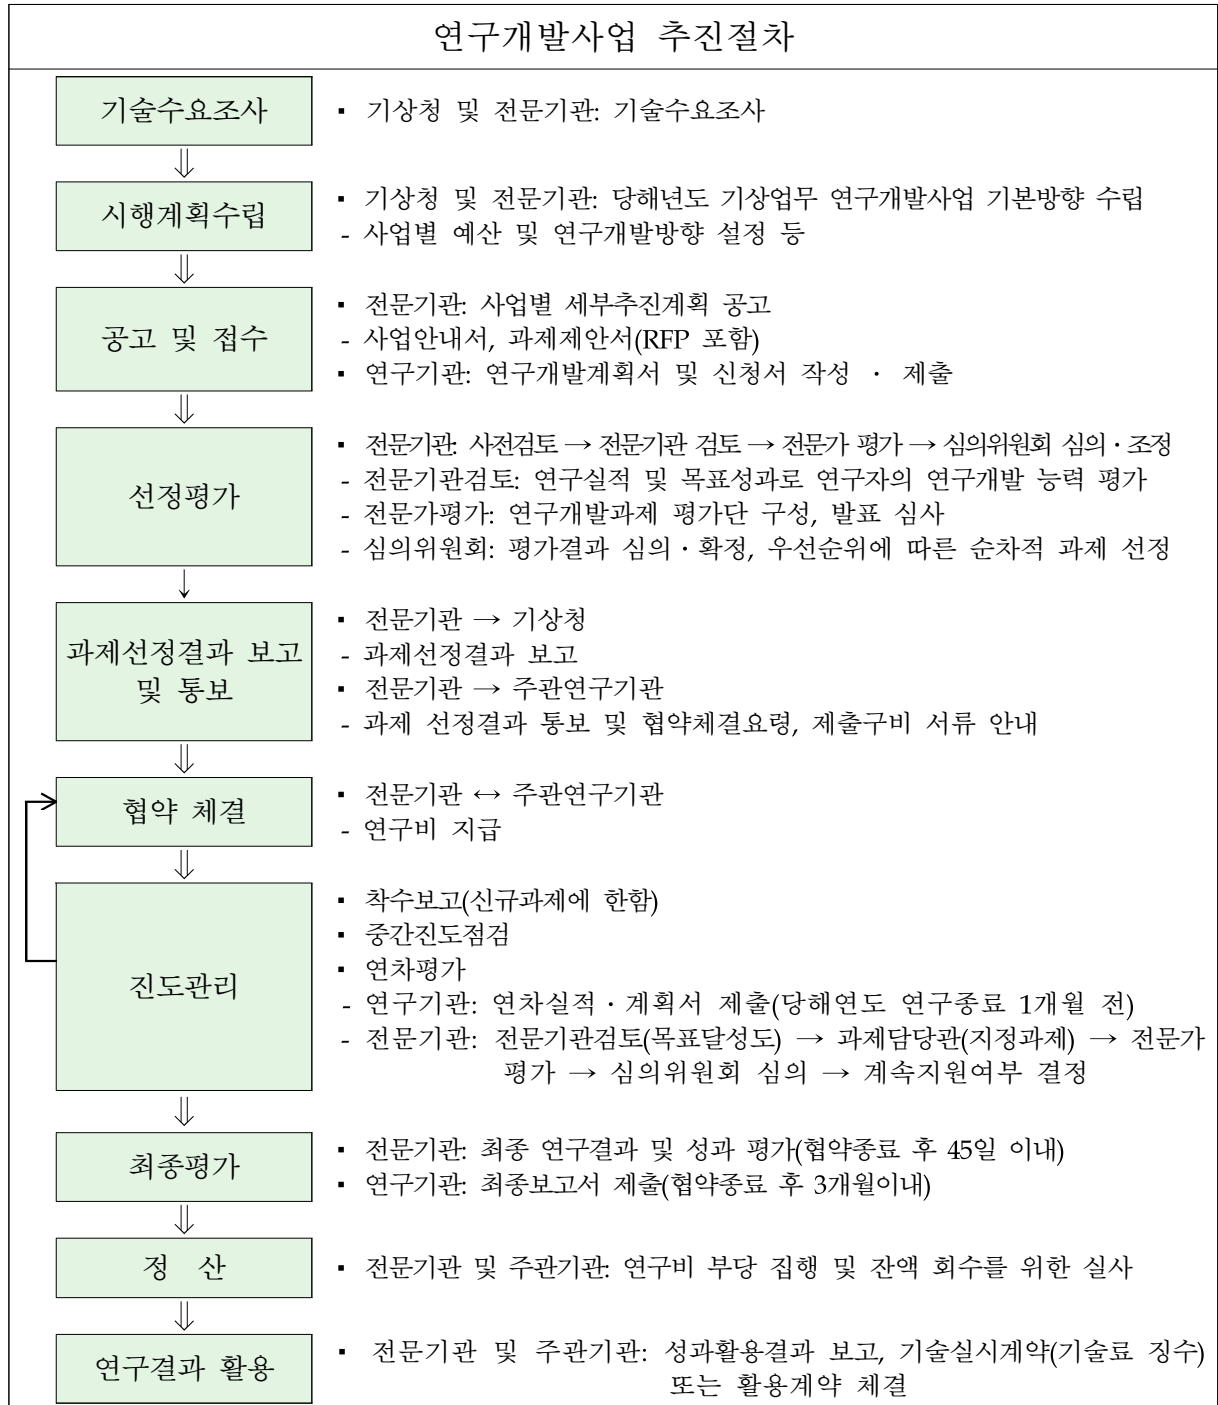 연구개발사업 추진절차
기술수요조사
▪ 기상청 및 전문기관: 기술수요조사
⇓
시행계획수립
▪ 기상청 및 전문기관: 당해년도 기상업무 연구개발사업 기본방향 수립
- 사업별 예산 및 연구개발방향 설정 등
⇓
공고 및 접수
▪ 전문기관: 사업별 세부추진계획 공고
- 사업안내서, 과제제안서(RFP 포함)
▪ 연구기관: 연구개발계획서 및 신청서 작성 · 제출
⇓
선정평가
▪ 전문기관: 사전검토 → 전문기관 검토 → 전문가 평가 → 심의위원회 심의·조정
- 전문기관검토: 연구실적 및 목표성과로 연구자의 연구개발 능력 평가
- 전문가평가: 연구개발과제 평가단 구성, 발표 심사
- 심의위원회: 평가결과 심의·확정, 우선순위에 따른 순차적 과제 선정
↓
과제선정결과 보고
및 통보
▪ 전문기관 → 기상청
- 과제선정결과 보고
▪ 전문기관 → 주관연구기관
- 과제 선정결과 통보 및 협약체결요령, 제출구비 서류 안내
⇓
협약 체결
▪ 전문기관 ↔ 주관연구기관
- 연구비 지급
⇓
진도관리
▪ 착수보고(신규과제에 한함)
▪ 중간진도점검
▪ 연차평가
- 연구기관: 연차실적·계획서 제출(당해연도 연구종료 1개월 전)
- 전문기관: 전문기관검토(목표달성도) → 과제담당관(지정과제) → 전문가
평가 → 심의위원회 심의 → 계속지원여부 결정
⇓
최종평가
▪ 전문기관: 최종 연구결과 및 성과 평가(협약종료 후 45일 이내)
▪ 연구기관: 최종보고서 제출(협약종료 후 3개월이내)
⇓
정 산
▪ 전문기관 및 주관기관: 연구비 부당 집행 및 잔액 회수를 위한 실사
⇓
연구결과 활용
▪ 전문기관 및 주관기관: 성과활용결과 보고, 기술실시계약(기술료 징수)
또는 활용계약 체결